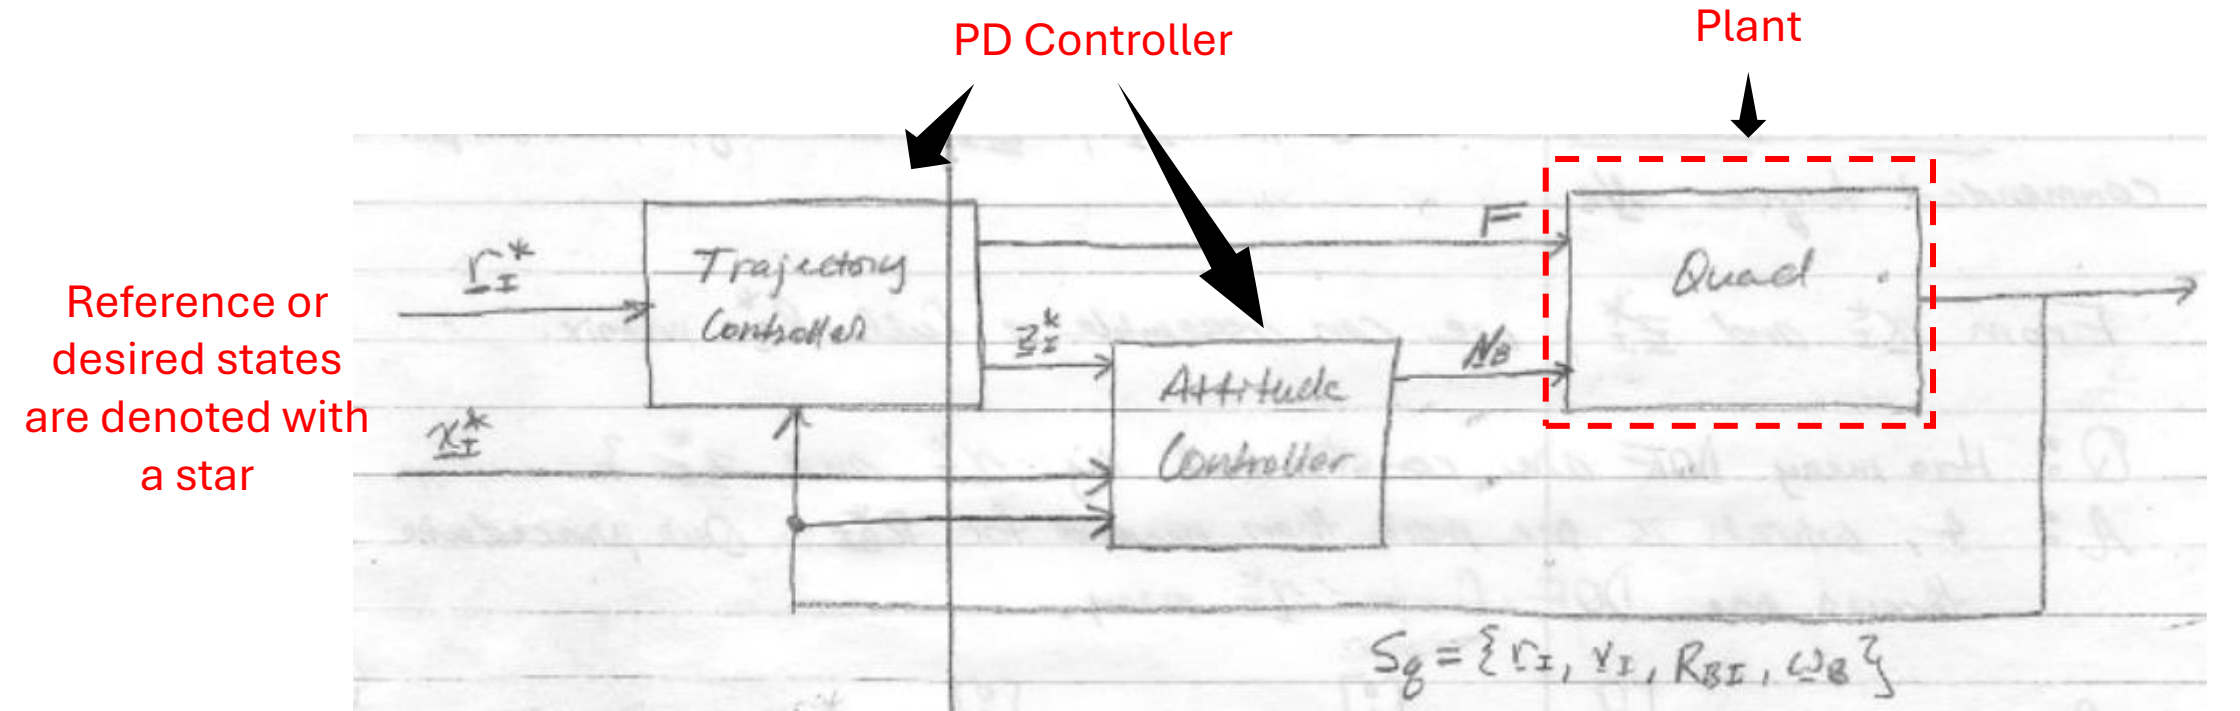 PD Controller
Plant
Reference or
desired states
are denoted with
a star
r_I*
Trajectory
Controller
F
Quad
z_I*
N_B
x_I*
Attitude
Controller
S_q = {r_I, v_I, R_BI, ω_B}